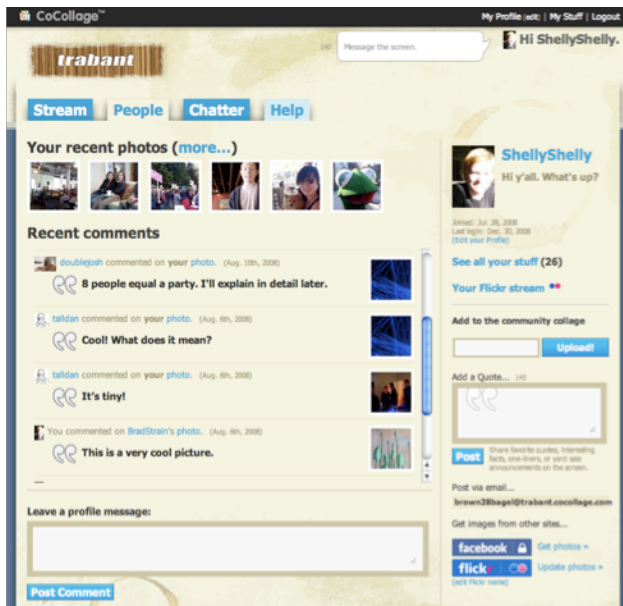 CoCollage™
My Profile (edit) | My Stuff | Logout
trabant
140
Message the screen.
Hi ShellyShelly.
Stream
People
Chatter
Help
Your recent photos (more...)
Recent comments
doublejosh commented on your photo. (Aug. 10th, 2008)
8 people equal a party. I'll explain in detail later.
talldan commented on your photo. (Aug. 6th, 2008)
Cool! What does it mean?
talldan commented on your photo. (Aug. 6th, 2008)
It's tiny!
You commented on BradStrain's photo. (Aug. 6th, 2008)
This is a very cool picture.
Leave a profile message:
Post Comment
ShellyShelly
Hi y'all. What's up?
Joined: Jul. 28, 2008
Last login: Dec. 30, 2008
(Edit your Profile)
See all your stuff (26)
Your Flickr stream
Add to the community collage
Upload!
Add a Quote... 140
Post
Share favorite quotes, interesting
facts, one-liners, or yard sale
announcements on the screen.
Post via email...
brown28bagel@trabant.cocollage.com
Get images from other sites...
facebook
Get photos »
flickr
Update photos »
(edit Flickr name)